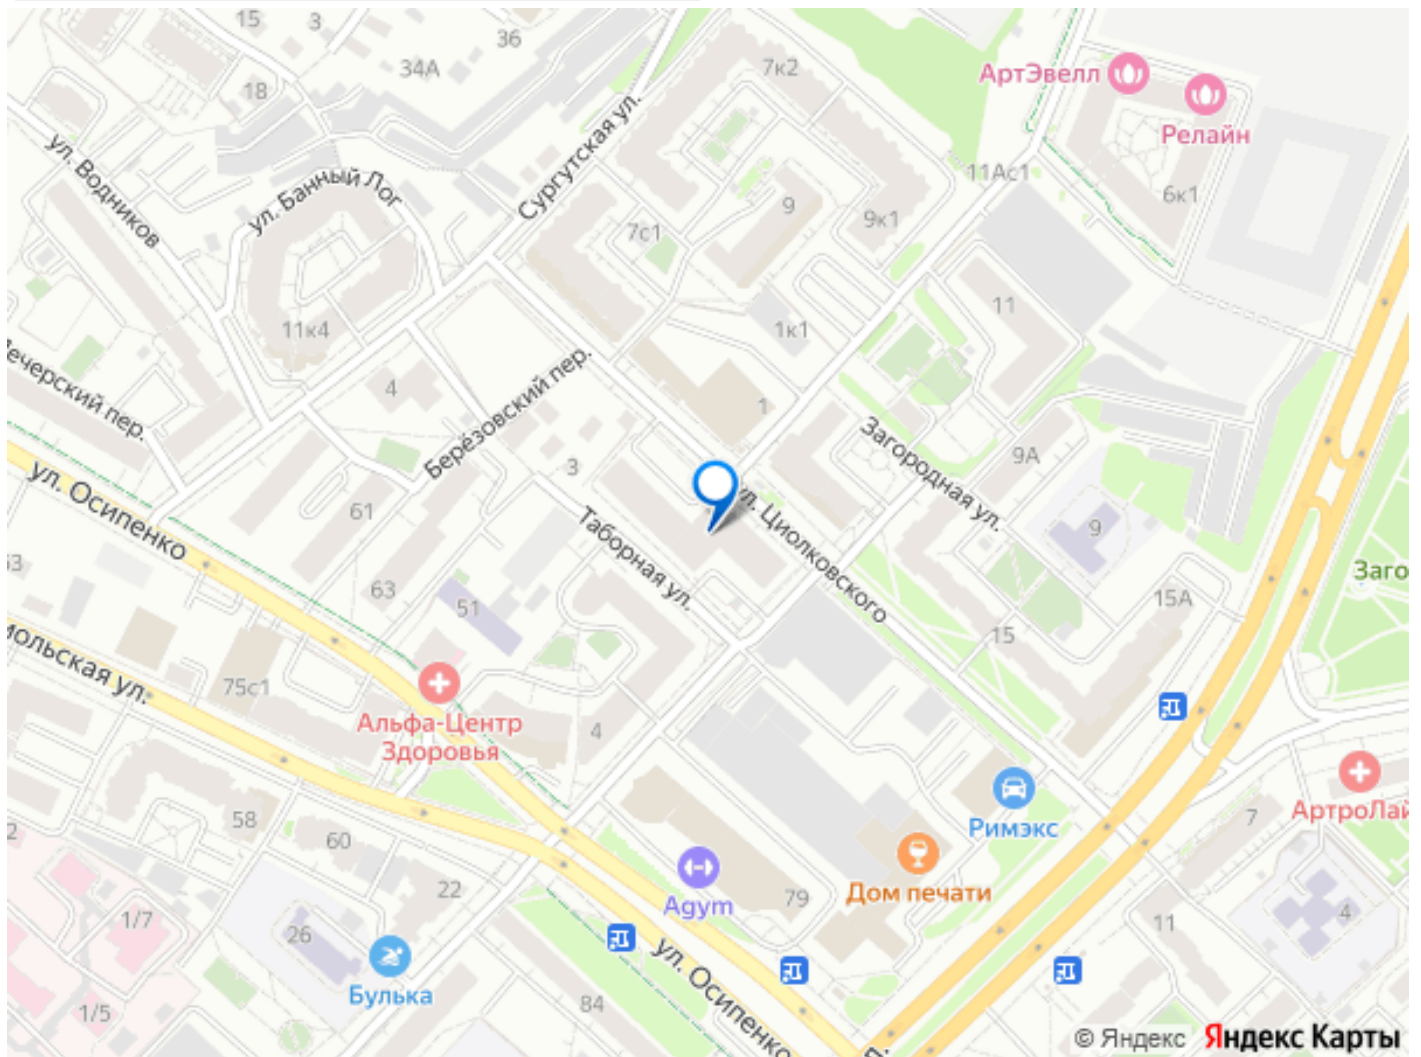 15
3
36
34А
18
7к2
АртЭвелл
Релайн
ул. Водников
ул. Банный Лог
Сургутская ул.
11Ас1
6к1
9
9к1
7с1
11к4
1к1
11
Печерский пер.
4
Берёзовский пер.
1
Загородная ул.
9А
3
ул. Осипенко
61
ул. Циолковского
Таборная ул.
9
63
51
15А
15
75с1
Альфа-Центр
Здоровья
4
58
60
22
Римэкс
7
Дом печати
Agym
79
1/7
26
Булька
11
4
84
1/5
ул. Осипенко
© Яндекс Яндекс Карты